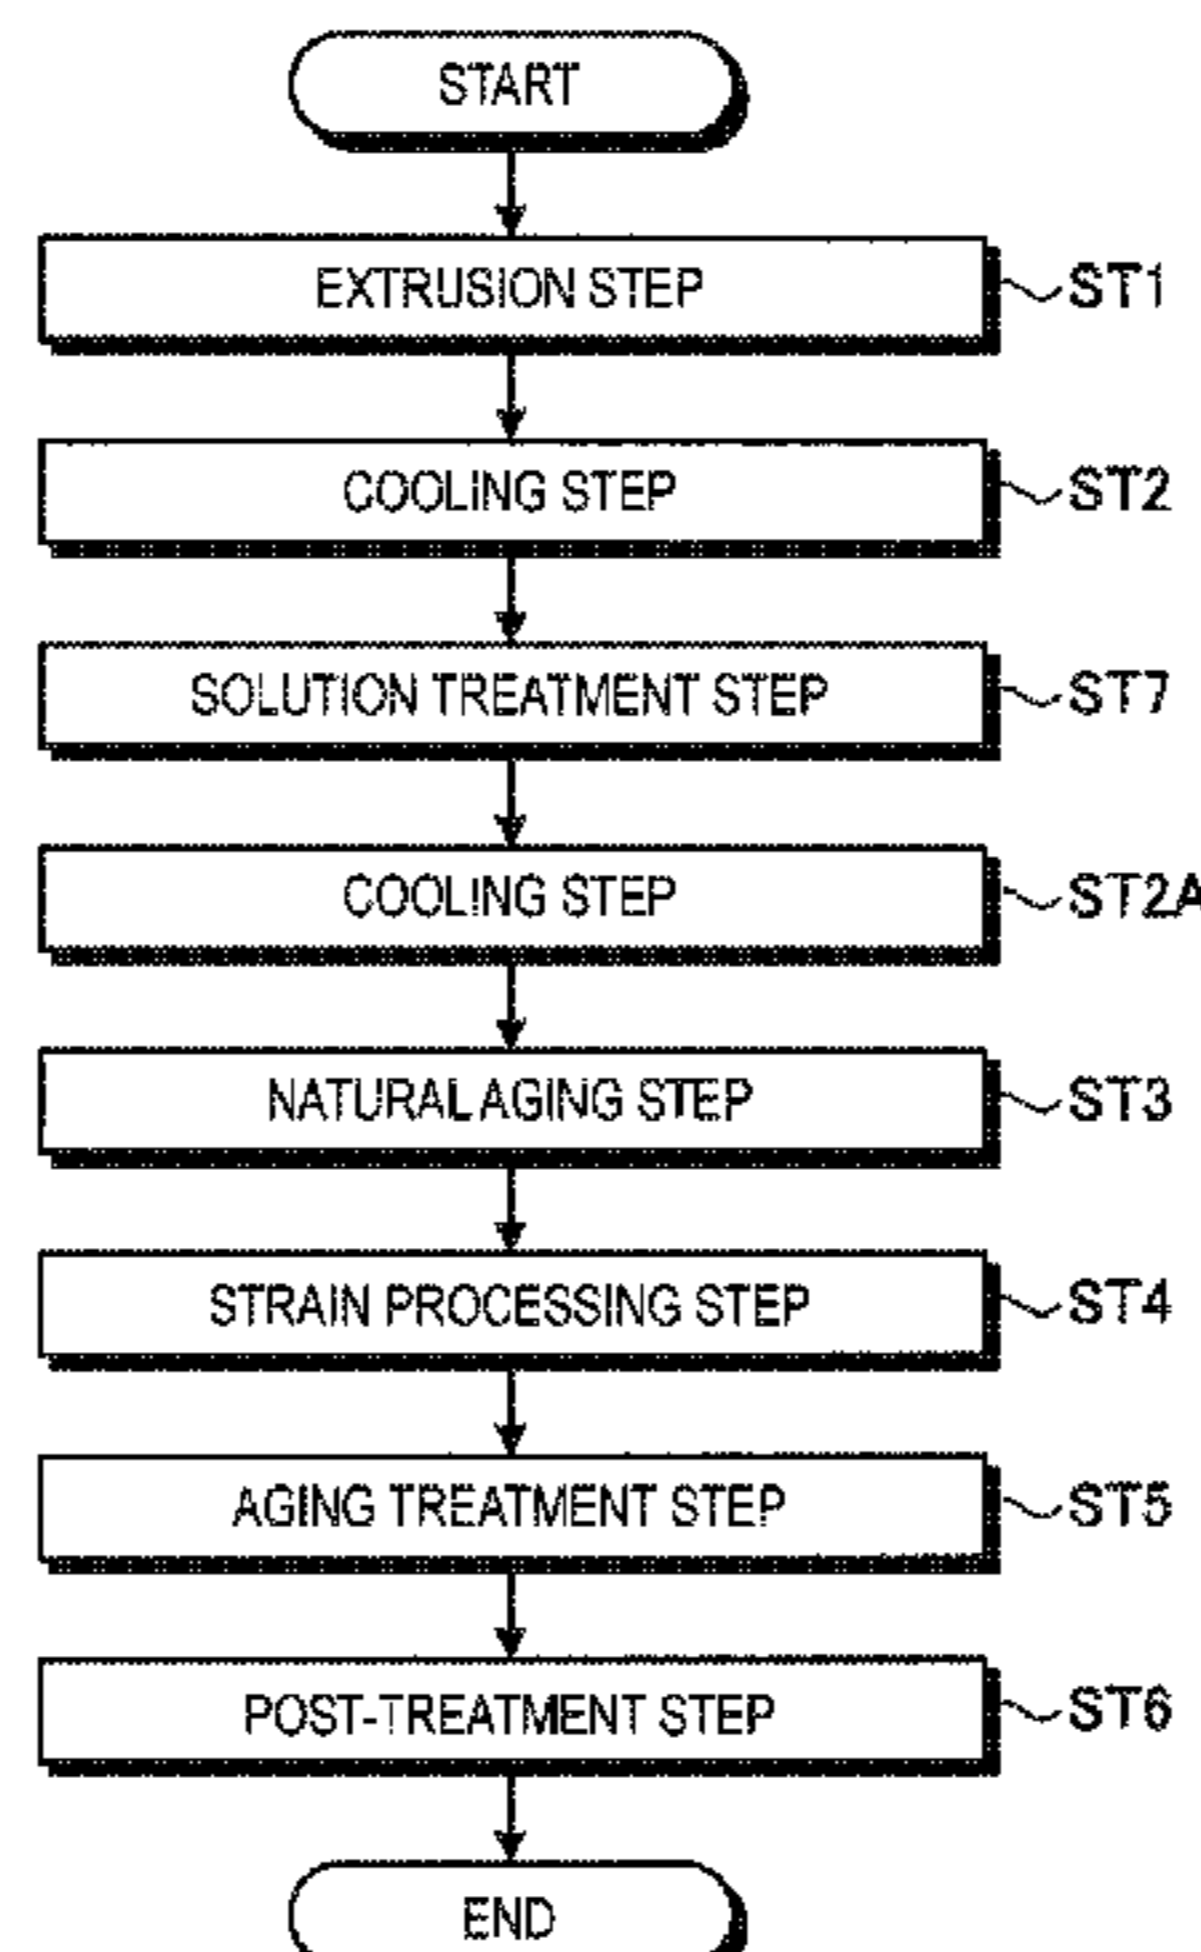 START
EXTRUSION STEP ST1
COOLING STEP ST2
SOLUTION TREATMENT STEP ST7
COOLING STEP ST2A
NATURAL AGING STEP ST3
STRAIN PROCESSING STEP ST4
AGING TREATMENT STEP ST5
POST-TREATMENT STEP ST6
END